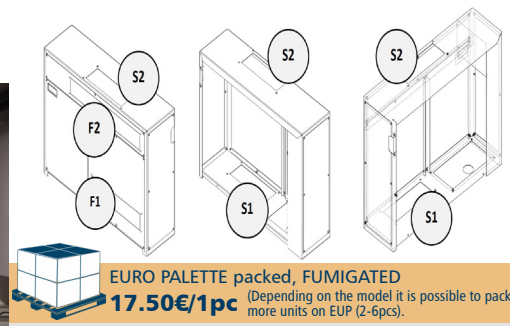 S2
S2
S2
F2
F1
S1
S1
EURO PALETTE packed, FUMIGATED
17.50€/1pc (Depending on the model it is possible to pack
more units on EUP (2-6pcs).